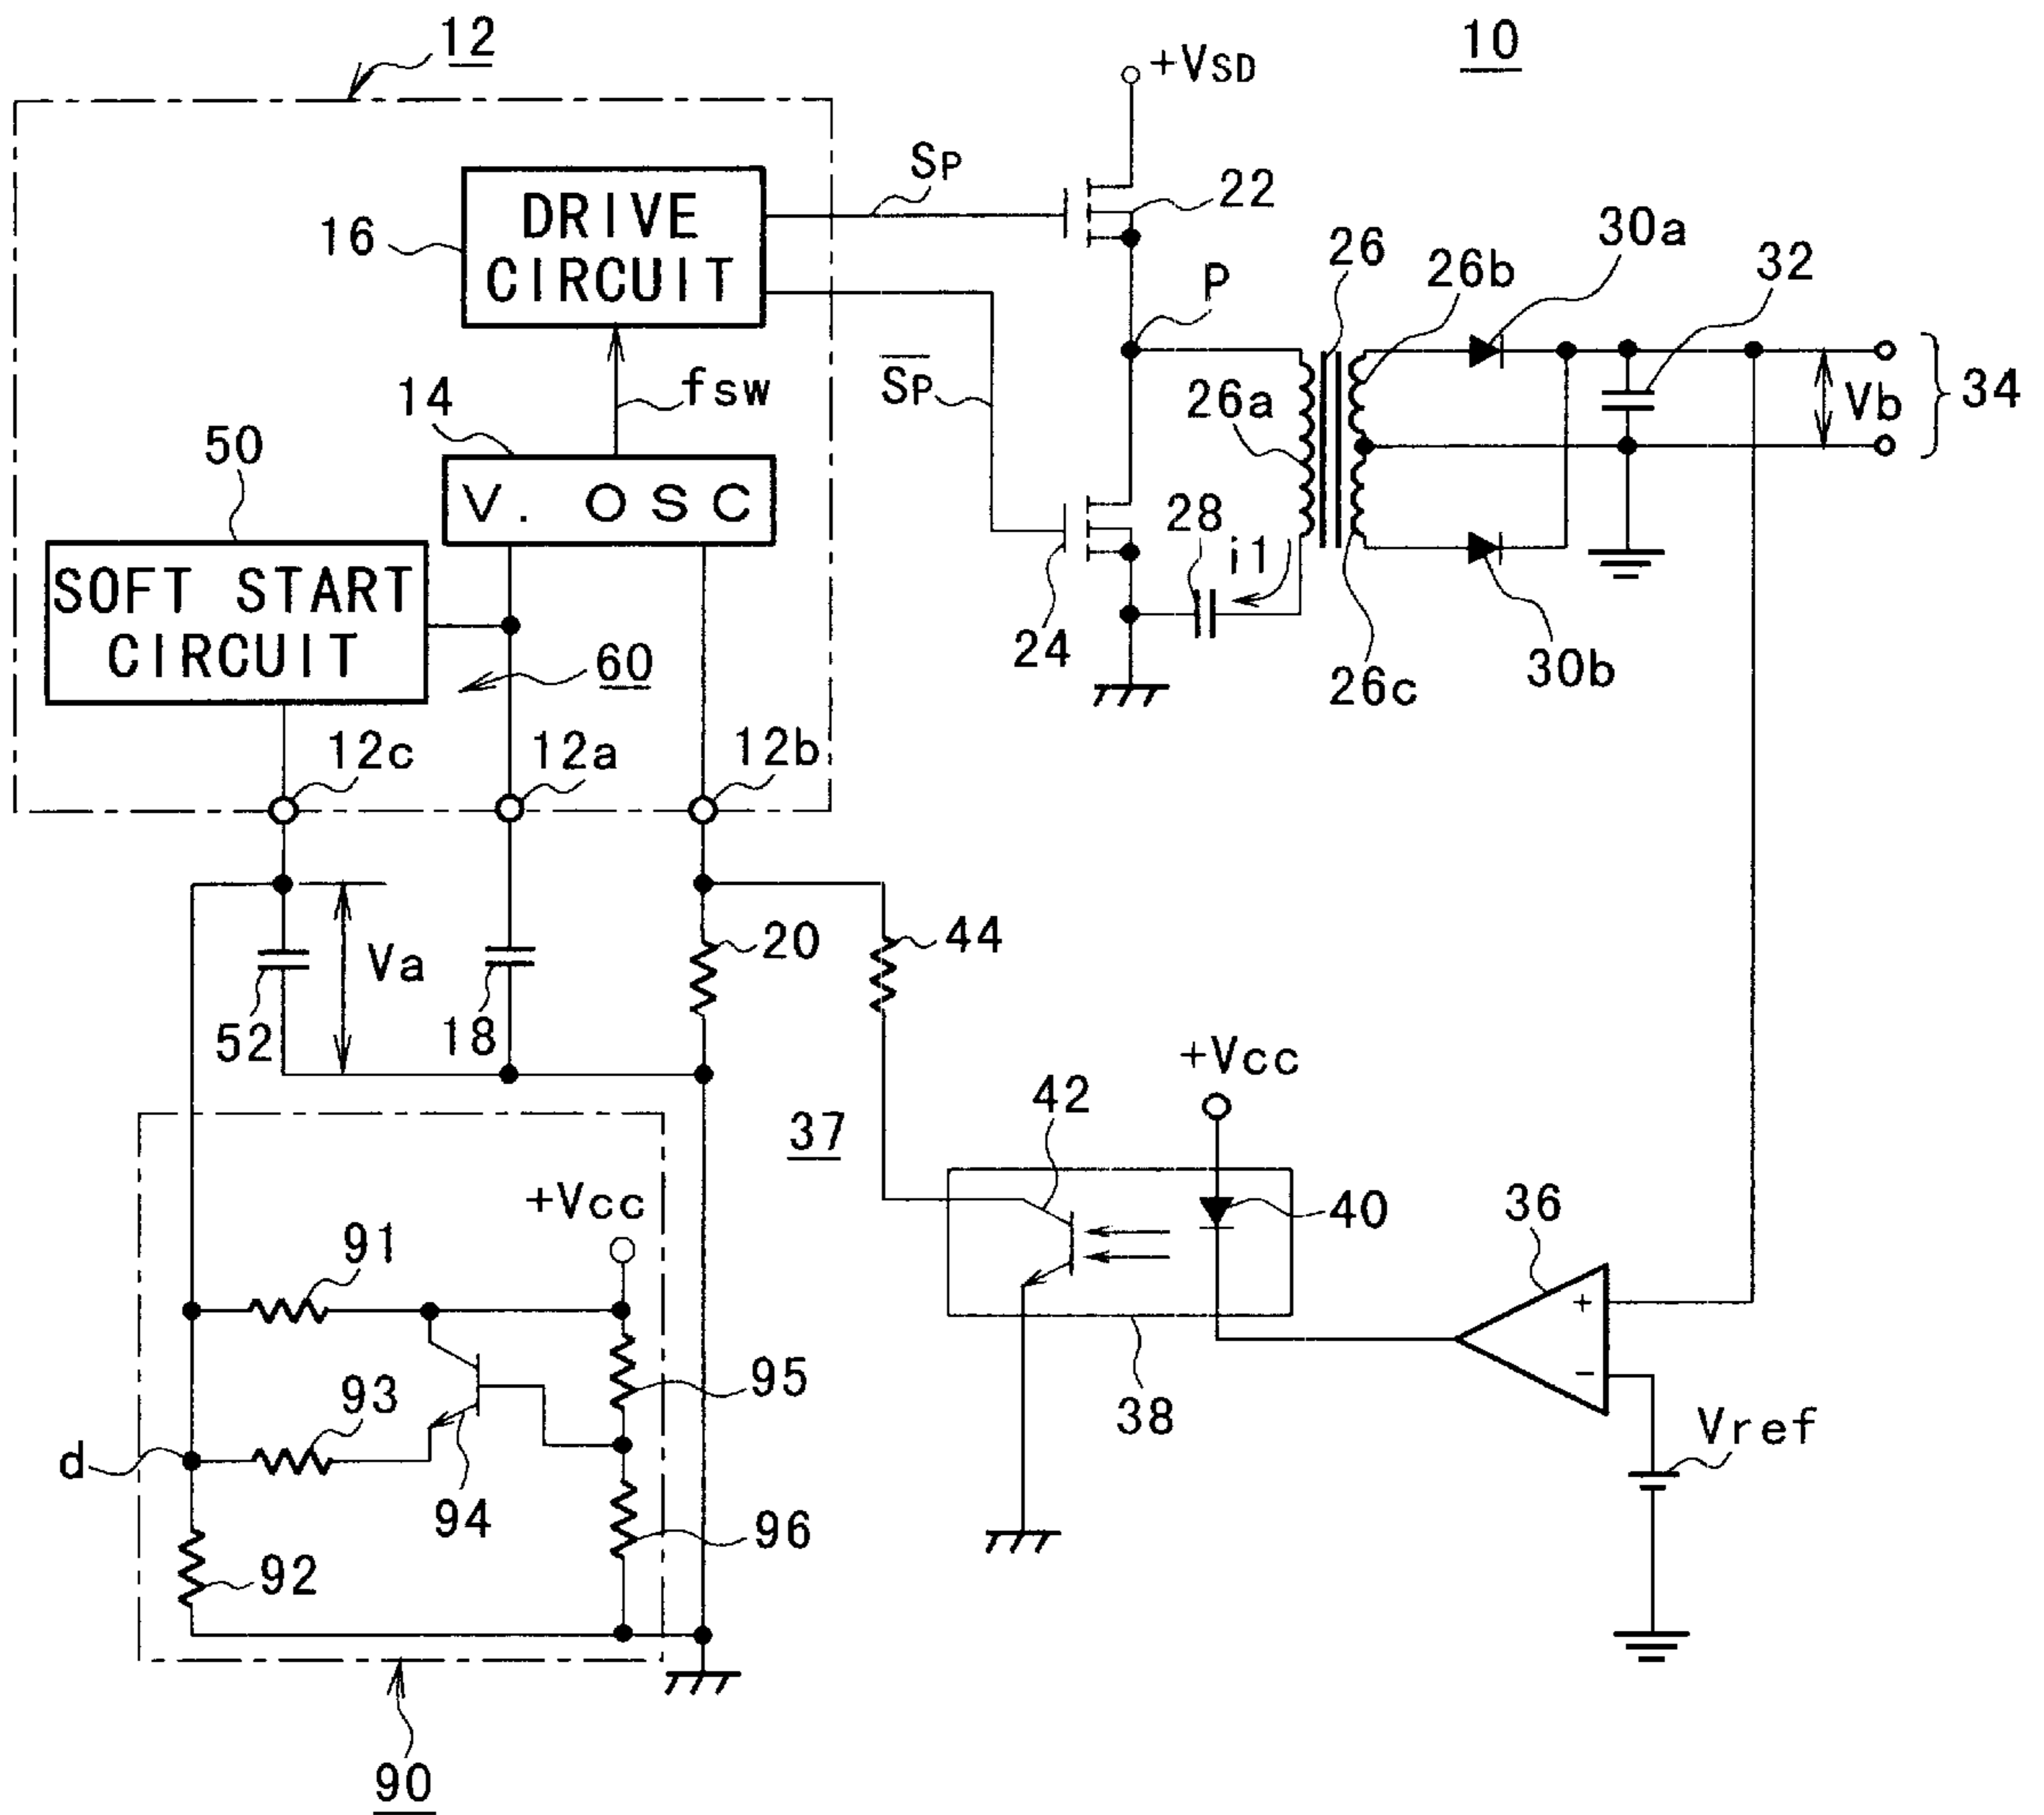 12
10
+VSD
SP
DRIVE
CIRCUIT
16
22
30a
26
26b
32
P
fsw
S̅P̅
14
26a
Vb
34
50
V. OSC
28
i1
SOFT START
CIRCUIT
24
60
26c
30b
12c
12a
12b
20
44
Va
52
18
+Vcc
42
37
+Vcc
40
36
91
+
93
95
−
38
d
Vref
94
96
92
90